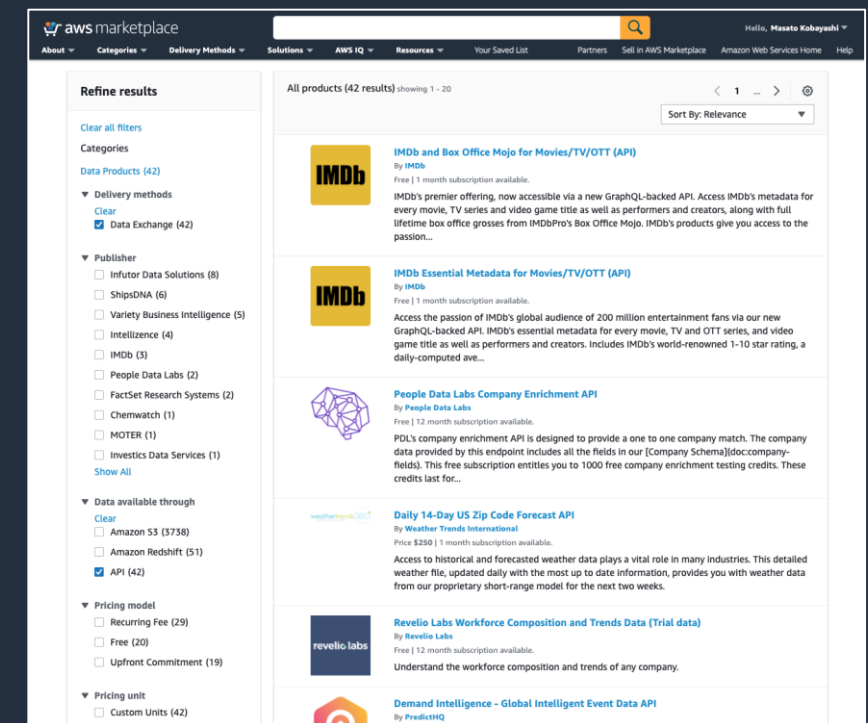 aws marketplace
Hello, Masato Kobayashi
About
Categories
Delivery Methods
Solutions
AWS IQ
Resources
Your Saved List
Partners
Sell in AWS Marketplace
Amazon Web Services Home
Help
Refine results
Clear all filters
Categories
Data Products (42)
Delivery methods
Clear
Data Exchange (42)
Publisher
Infutor Data Solutions (8)
ShipsDNA (6)
Variety Business Intelligence (5)
Intellizence (4)
IMDb (3)
People Data Labs (2)
FactSet Research Systems (2)
Chemwatch (1)
MOTER (1)
Investics Data Services (1)
Show All
Data available through
Clear
Amazon S3 (3738)
Amazon Redshift (51)
API (42)
Pricing model
Recurring Fee (29)
Free (20)
Upfront Commitment (19)
Pricing unit
Custom Units (42)
All products (42 results) showing 1 - 20
1 ...
Sort By: Relevance
IMDb
IMDb and Box Office Mojo for Movies/TV/OTT (API)
By IMDb
Free | 1 month subscription available.
IMDb's premier offering, now accessible via a new GraphQL-backed API. Access IMDb's metadata for
every movie, TV series and video game title as well as performers and creators, along with full
lifetime box office grosses from IMDbPro's Box Office Mojo. IMDb's products give you access to the
passion...
IMDb
IMDb Essential Metadata for Movies/TV/OTT (API)
By IMDb
Free | 1 month subscription available.
Access the passion of IMDb's global audience of 200 million entertainment fans via our new
GraphQL-backed API. IMDb's essential metadata for every movie, TV and OTT series, and video
game title as well as performers and creators. Includes IMDb's world-renowned 1-10 star rating, a
daily-computed ave...
People Data Labs Company Enrichment API
By People Data Labs
Free | 12 month subscription available.
PDL's company enrichment API is designed to provide a one to one company match. The company
data provided by this endpoint includes all the fields in our [Company Schema](doc:company-
fields). This free subscription entitles you to 1000 free company enrichment testing credits. These
credits last for...
weathertrends360
Daily 14-Day US Zip Code Forecast API
By Weather Trends International
Price $250 | 1 month subscription available.
Access to historical and forecasted weather data plays a vital role in many industries. This detailed
weather file, updated daily with the most up to date information, provides you with weather data
from our proprietary short-range model for the next two weeks.
revelio labs
Revelio Labs Workforce Composition and Trends Data (Trial data)
By Revelio Labs
Free | 12 month subscription available.
Understand the workforce composition and trends of any company.
Demand Intelligence - Global Intelligent Event Data API
By PredictHQ